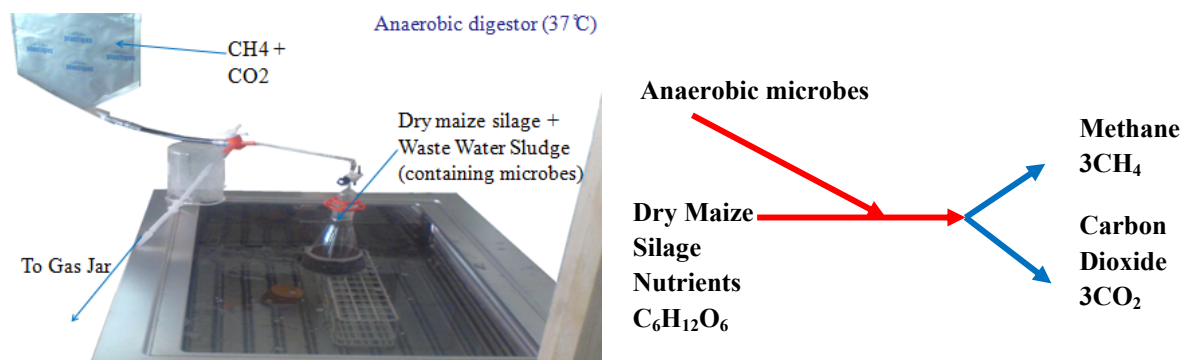 Anaerobic digestor (37℃)
CH4 +
CO2
Dry maize silage +
Waste Water Sludge
(containing microbes)
To Gas Jar
Anaerobic microbes
Dry Maize
Silage
Nutrients
C₆H₁₂O₆
Methane
3CH₄
Carbon
Dioxide
3CO₂